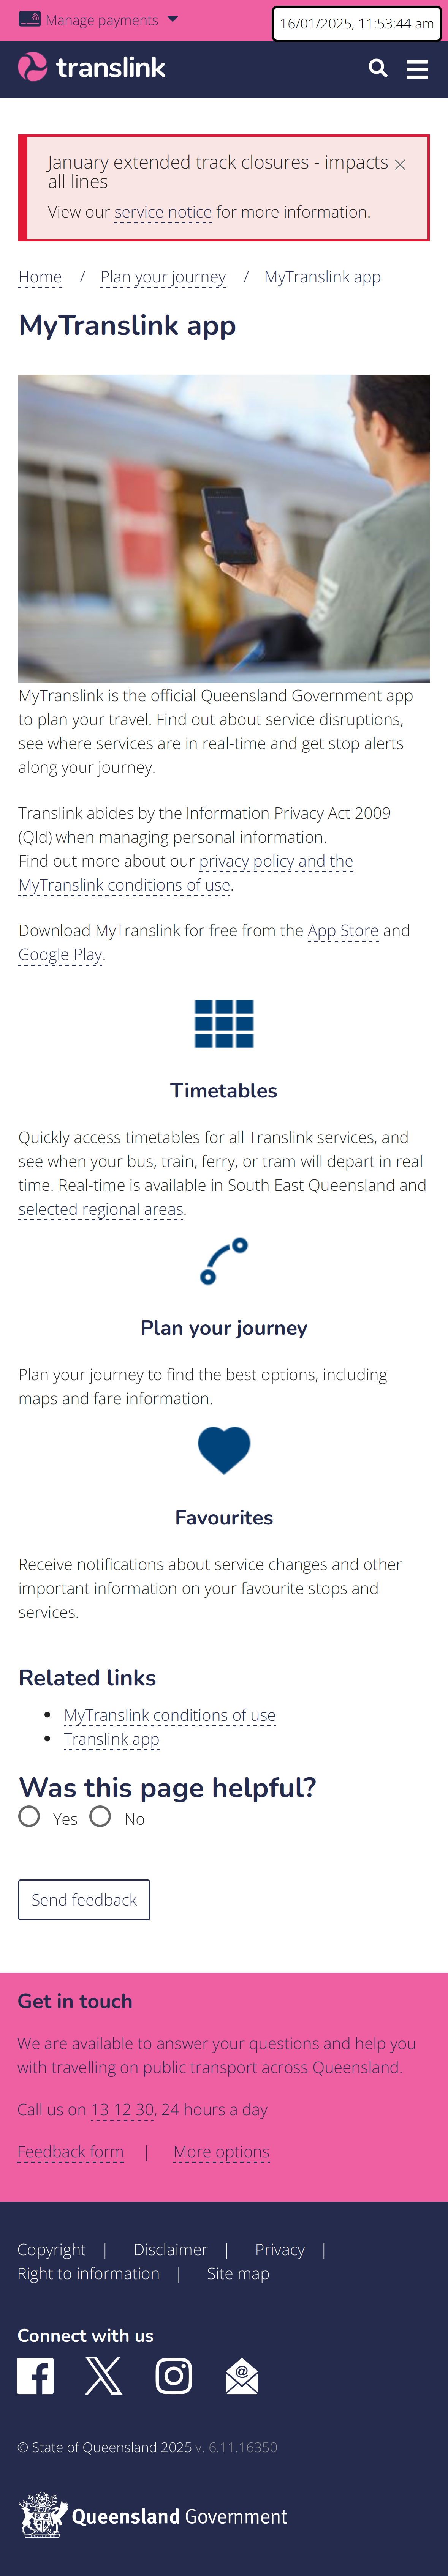 Manage payments
16/01/2025, 11:53:44 am
translink
January extended track closures - impacts
all lines
View our service notice for more information.
Home / Plan your journey / MyTranslink app
MyTranslink app
MyTranslink is the official Queensland Government app
to plan your travel. Find out about service disruptions,
see where services are in real-time and get stop alerts
along your journey.
Translink abides by the Information Privacy Act 2009
(Qld) when managing personal information.
Find out more about our privacy policy and the
MyTranslink conditions of use.
Download MyTranslink for free from the App Store and
Google Play.
Timetables
Quickly access timetables for all Translink services, and
see when your bus, train, ferry, or tram will depart in real
time. Real-time is available in South East Queensland and
selected regional areas.
Plan your journey
Plan your journey to find the best options, including
maps and fare information.
Favourites
Receive notifications about service changes and other
important information on your favourite stops and
services.
Related links
MyTranslink conditions of use
Translink app
Was this page helpful?
Yes No
Send feedback
Get in touch
We are available to answer your questions and help you
with travelling on public transport across Queensland.
Call us on 13 12 30, 24 hours a day
Feedback form | More options
Copyright | Disclaimer | Privacy |
Right to information | Site map
Connect with us
© State of Queensland 2025 v. 6.11.16350
Queensland Government